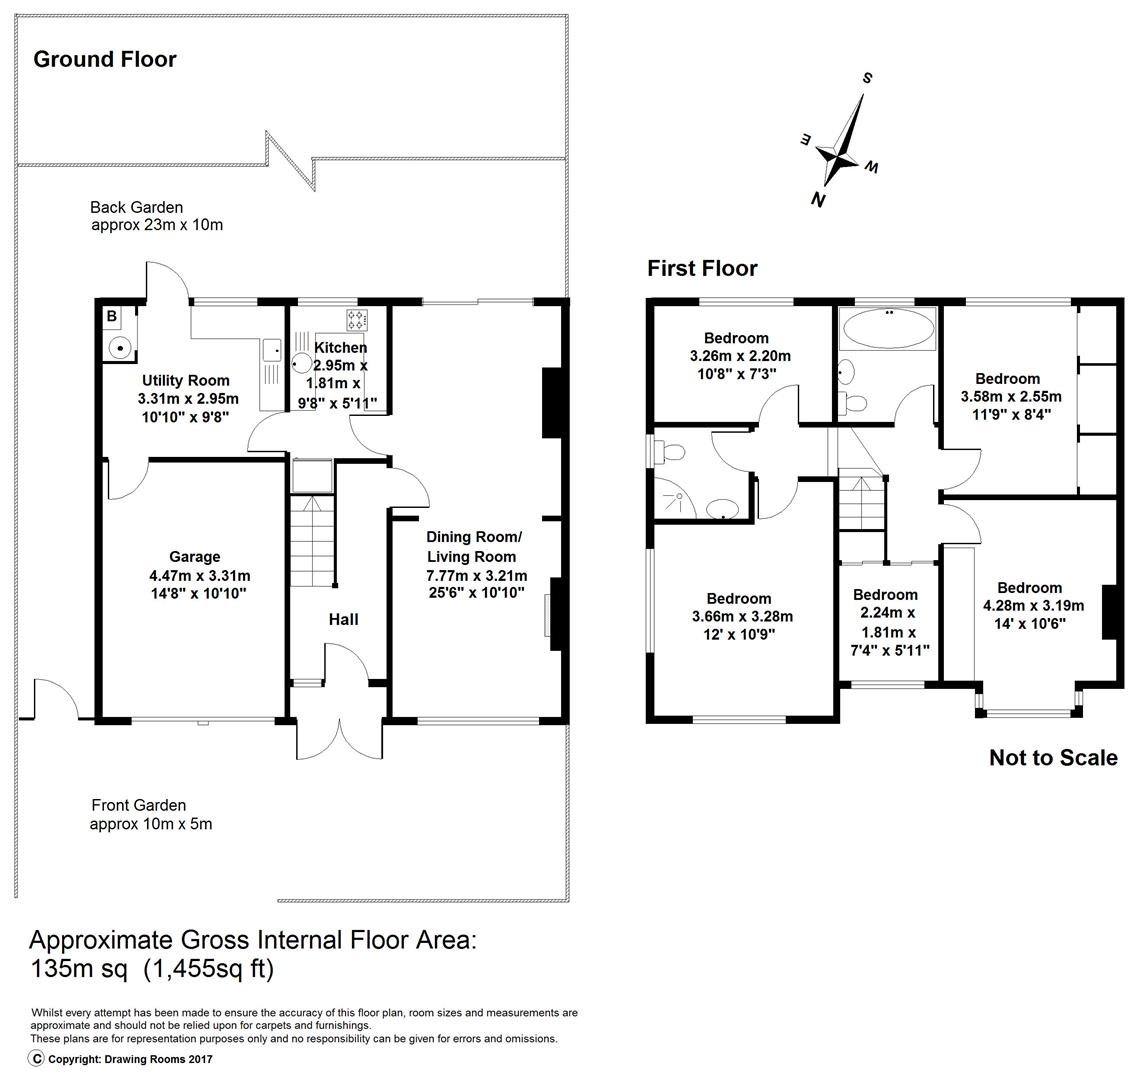 Ground Floor
S
E
W
N
Back Garden
approx 23m x 10m
First Floor
B
Kitchen
2.95m x
1.81m x
9'8" x 5'11"
Utility Room
3.31m x 2.95m
10'10" x 9'8"
Bedroom
3.26m x 2.20m
10'8" x 7'3"
Bedroom
3.58m x 2.55m
11'9" x 8'4"
Garage
4.47m x 3.31m
14'8" x 10'10"
Dining Room/
Living Room
7.77m x 3.21m
25'6" x 10'10"
Hall
Bedroom
3.66m x 3.28m
12' x 10'9"
Bedroom
2.24m x
1.81m x
7'4" x 5'11"
Bedroom
4.28m x 3.19m
14' x 10'6"
Not to Scale
Front Garden
approx 10m x 5m
Approximate Gross Internal Floor Area:
135m sq (1,455sq ft)
Whilst every attempt has been made to ensure the accuracy of this floor plan, room sizes and measurements are
approximate and should not be relied upon for carpets and furnishings.
These plans are for representation purposes only and no responsibility can be given for errors and omissions.
© Copyright: Drawing Rooms 2017